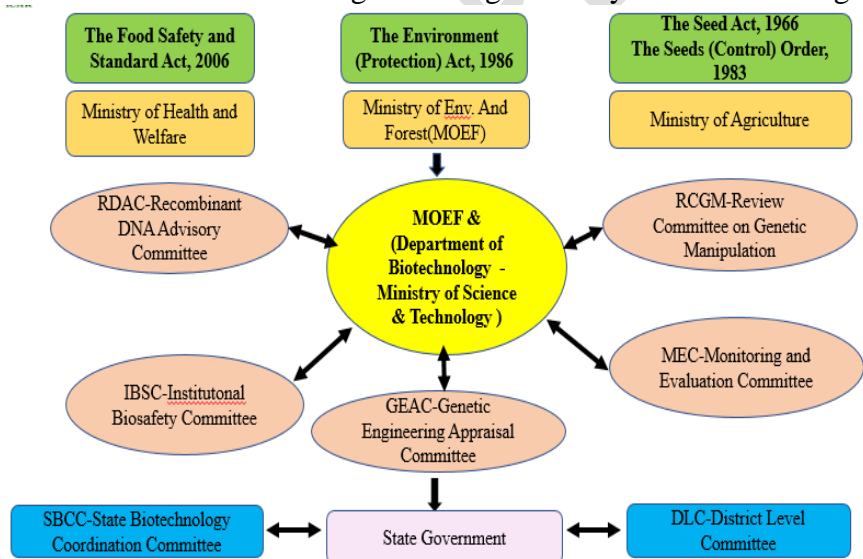 The Food Safety and
Standard Act, 2006
The Environment
(Protection) Act, 1986
The Seed Act, 1966
The Seeds (Control) Order,
1983
Ministry of Health and
Welfare
Ministry of Env. And
Forest(MOEF)
Ministry of Agriculture
RDAC-Recombinant
DNA Advisory
Committee
MOEF &
(Department of
Biotechnology -
Ministry of Science
& Technology )
RCGM-Review
Committee on Genetic
Manipulation
IBSC-Institutonal
Biosafety Committee
GEAC-Genetic
Engineering Appraisal
Committee
MEC-Monitoring and
Evaluation Committee
SBCC-State Biotechnology
Coordination Committee
State Government
DLC-District Level
Committee